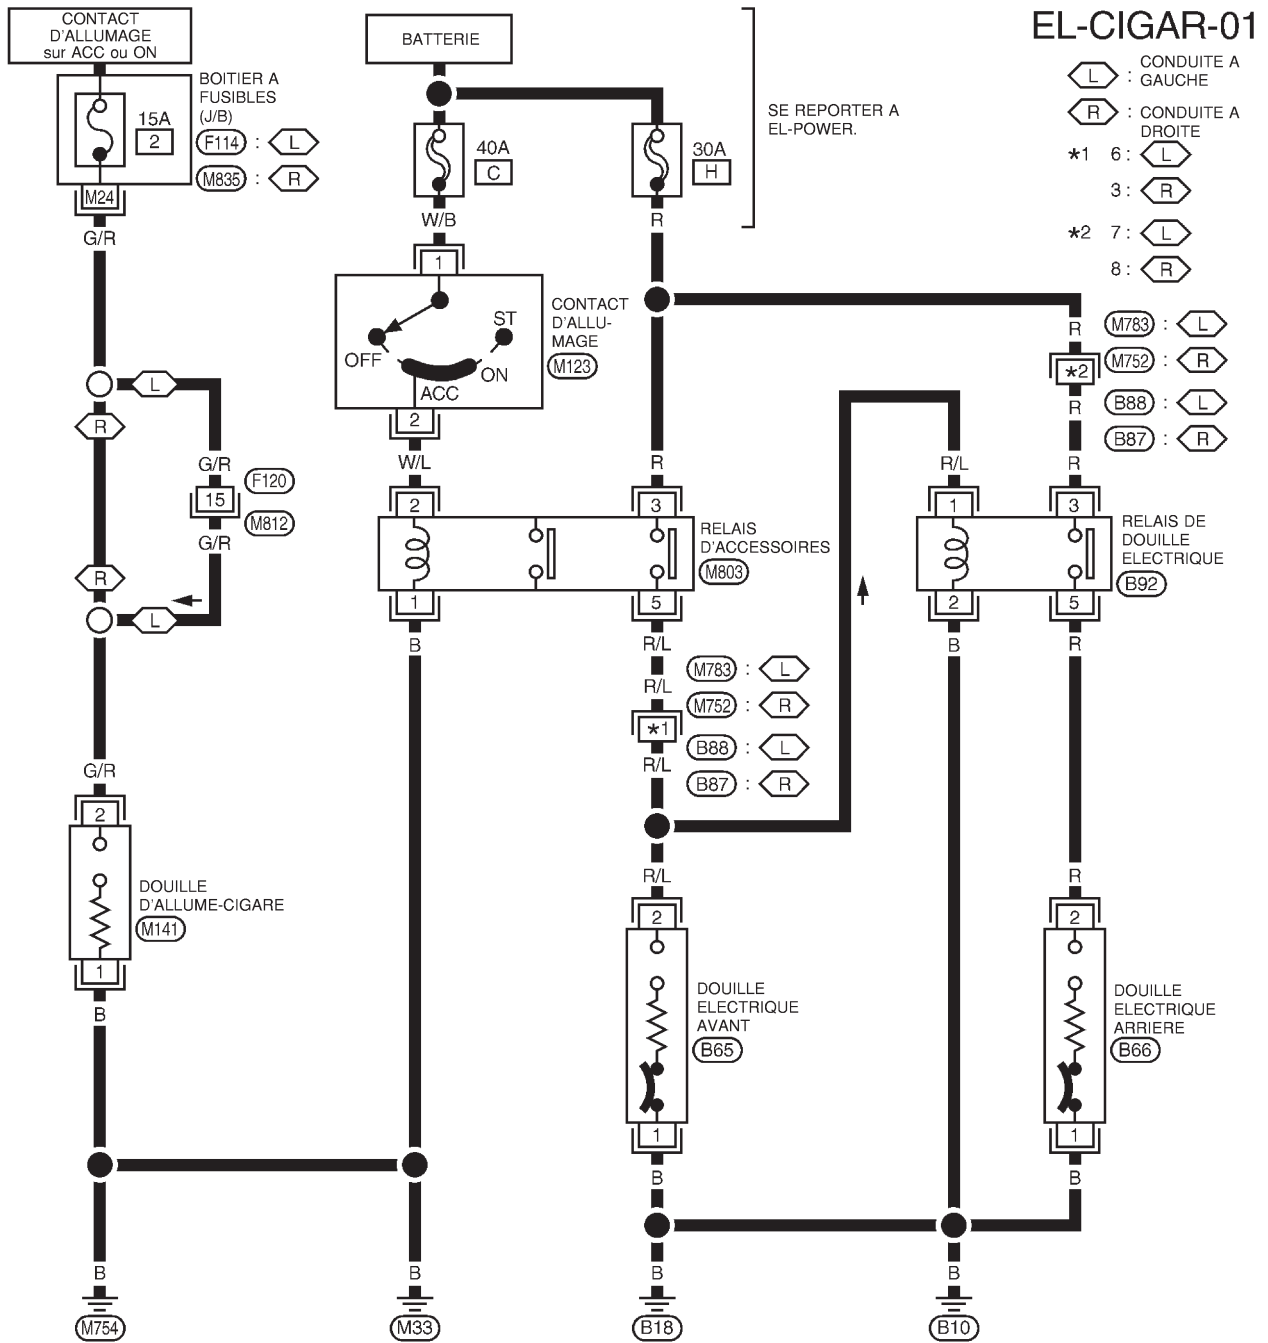 EL-CIGAR-01
CONTACT
D'ALLUMAGE
sur ACC ou ON
BATTERIE
L : CONDUITE A
GAUCHE
R : CONDUITE A
DROITE
*1 6: L
3: R
*2 7: L
8: R
BOITIER A
FUSIBLES
(J/B)
15A
2
F114 : L
M835 : R
M24
G/R
40A
C
30A
H
SE REPORTER A
EL-POWER.
W/B
R
1
CONTACT
D'ALLU-
MAGE
M123
OFF
ST
ACC
ON
2
W/L
R
R
*2
R
R
M783 : L
M752 : R
B88 : L
B87 : R
L
R
G/R
15
F120
M812
G/R
R
L
G/R
R/L
2
3
1
3
RELAIS
D'ACCESSOIRES
M803
RELAIS DE
DOUILLE
ELECTRIQUE
B92
1
5
2
5
B
R/L
B
R
R/L
*1
R/L
M783 : L
M752 : R
B88 : L
B87 : R
R/L
R
2
DOUILLE
D'ALLUME-CIGARE
M141
1
B
2
DOUILLE
ELECTRIQUE
AVANT
B65
1
B
2
DOUILLE
ELECTRIQUE
ARRIERE
B66
1
B
B
B
B
B
M754
M33
B18
B10